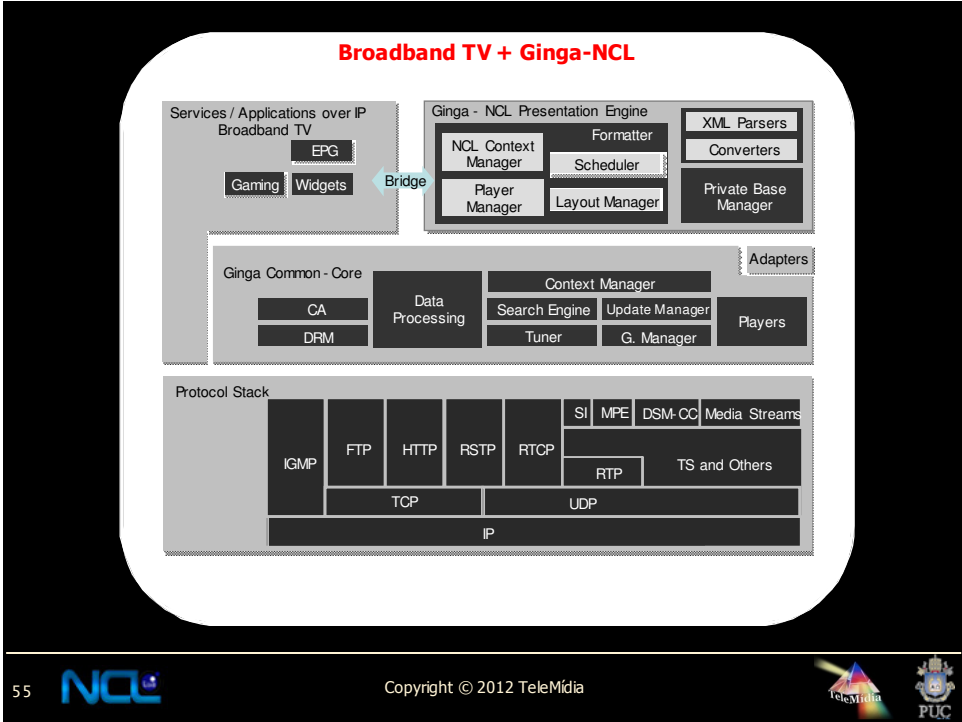 Broadband TV + Ginga-NCL
Services / Applications over IP
Broadband TV
EPG
Gaming
Widgets
Bridge
Ginga - NCL Presentation Engine
Formatter
NCL Context
Manager
Scheduler
Player
Manager
Layout Manager
XML Parsers
Converters
Private Base
Manager
Adapters
Ginga Common - Core
CA
DRM
Data
Processing
Context Manager
Search Engine
Update Manager
Tuner
G. Manager
Players
Protocol Stack
IGMP
FTP
HTTP
RSTP
RTCP
SI
MPE
DSM-CC
Media Streams
TS and Others
RTP
TCP
UDP
IP
55
NCL
Copyright © 2012 TeleMídia
TeleMídia
PUC